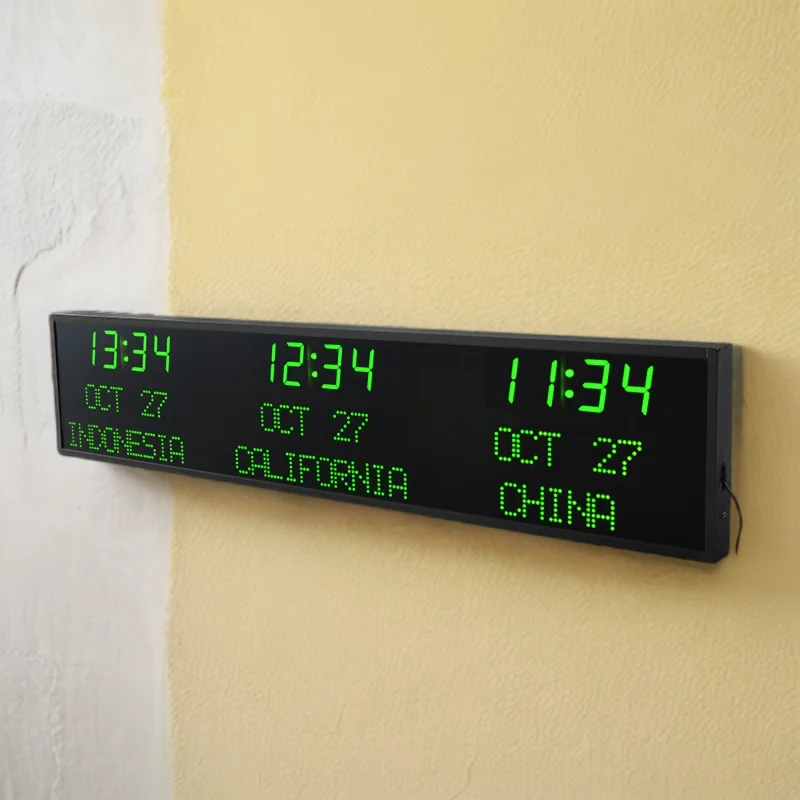 13:34
OCT 27
INDONESIA
12:34
OCT 27
CALIFORNIA
11:34
OCT 27
CHINA